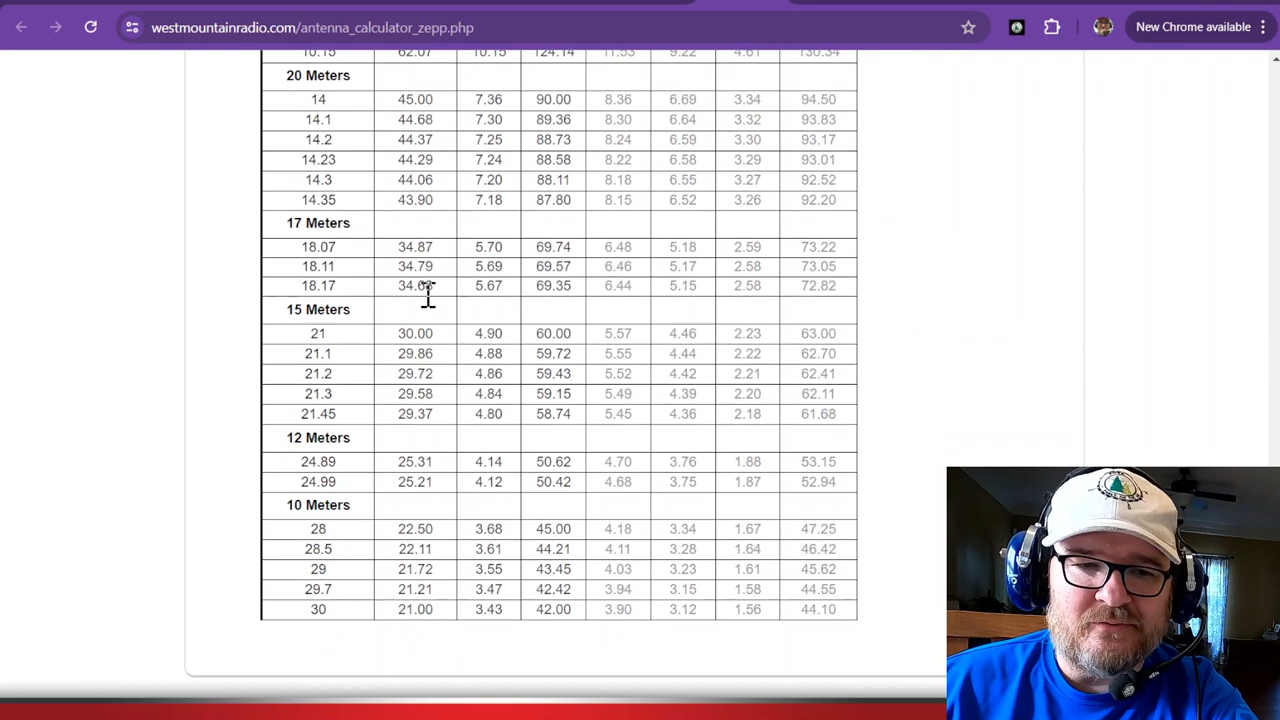 westmountainradio.com/antenna_calculator_zepp.php
New Chrome available
10.15 62.07 10.15 124.14 11.53 9.22 4.61 130.34
20 Meters
14 45.00 7.36 90.00 8.36 6.69 3.34 94.50
14.1 44.68 7.30 89.36 8.30 6.64 3.32 93.83
14.2 44.37 7.25 88.73 8.24 6.59 3.30 93.17
14.23 44.29 7.24 88.58 8.22 6.58 3.29 93.01
14.3 44.06 7.20 88.11 8.18 6.55 3.27 92.52
14.35 43.90 7.18 87.80 8.15 6.52 3.26 92.20
17 Meters
18.07 34.87 5.70 69.74 6.48 5.18 2.59 73.22
18.11 34.79 5.69 69.57 6.46 5.17 2.58 73.05
18.17 5.67 69.35 6.44 5.15 2.58 72.82
15 Meters
21 30.00 4.90 60.00 5.57 4.46 2.23 63.00
21.1 29.86 4.88 59.72 5.55 4.44 2.22 62.70
21.2 29.72 4.86 59.43 5.52 4.42 2.21 62.41
21.3 29.58 4.84 59.15 5.49 4.39 2.20 62.11
21.45 29.37 4.80 58.74 5.45 4.36 2.18 61.68
12 Meters
24.89 25.31 4.14 50.62 4.70 3.76 1.88 53.15
24.99 25.21 4.12 50.42 4.68 3.75 1.87 52.94
10 Meters
28 22.50 3.68 45.00 4.18 3.34 1.67 47.25
28.5 22.11 3.61 44.21 4.11 3.28 1.64 46.42
29 21.72 3.55 43.45 4.03 3.23 1.61 45.62
29.7 21.21 3.47 42.42 3.94 3.15 1.58 44.55
30 21.00 3.43 42.00 3.90 3.12 1.56 44.10